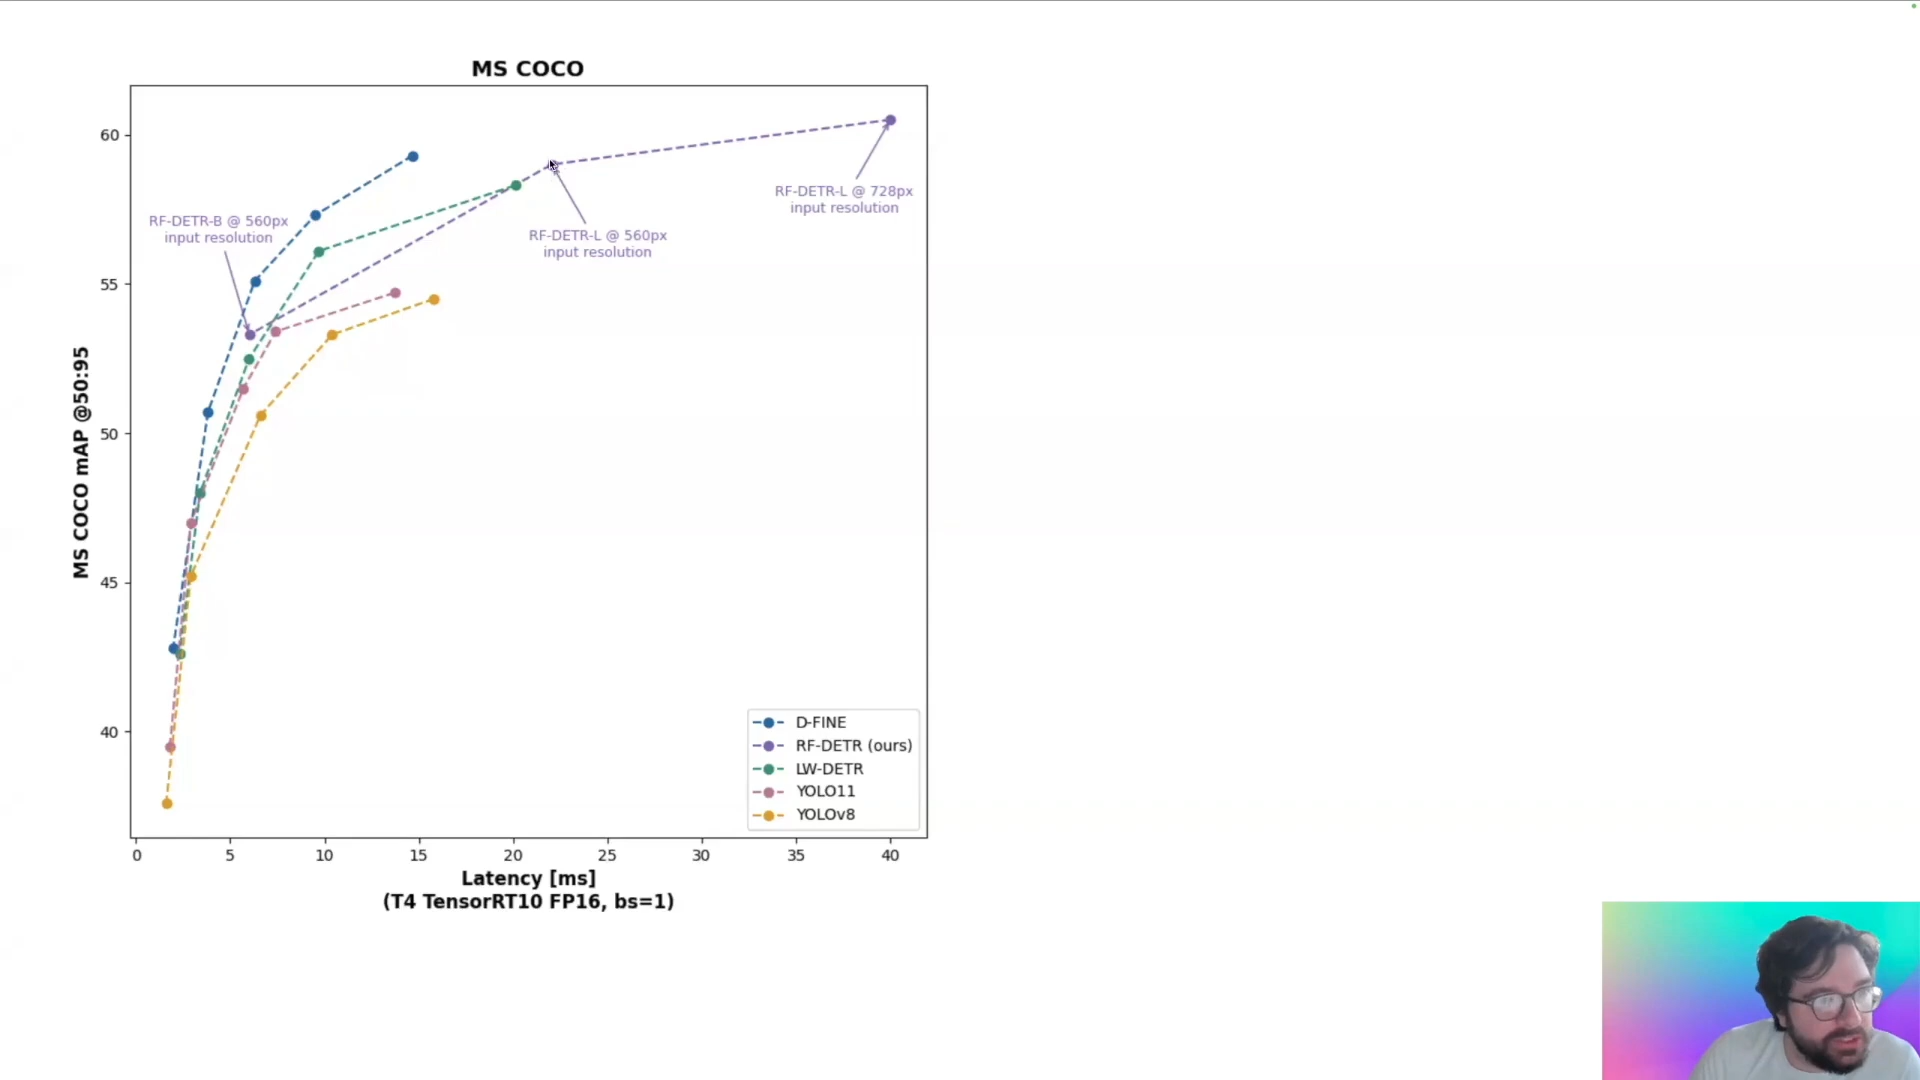 MS COCO
60
55
50
45
40
MS COCO mAP @50:95
RF-DETR-B @ 560px
input resolution
RF-DETR-L @ 560px
input resolution
RF-DETR-L @ 728px
input resolution
D-FINE
RF-DETR (ours)
LW-DETR
YOLO11
YOLOv8
0 5 10 15 20 25 30 35 40
Latency [ms]
(T4 TensorRT10 FP16, bs=1)